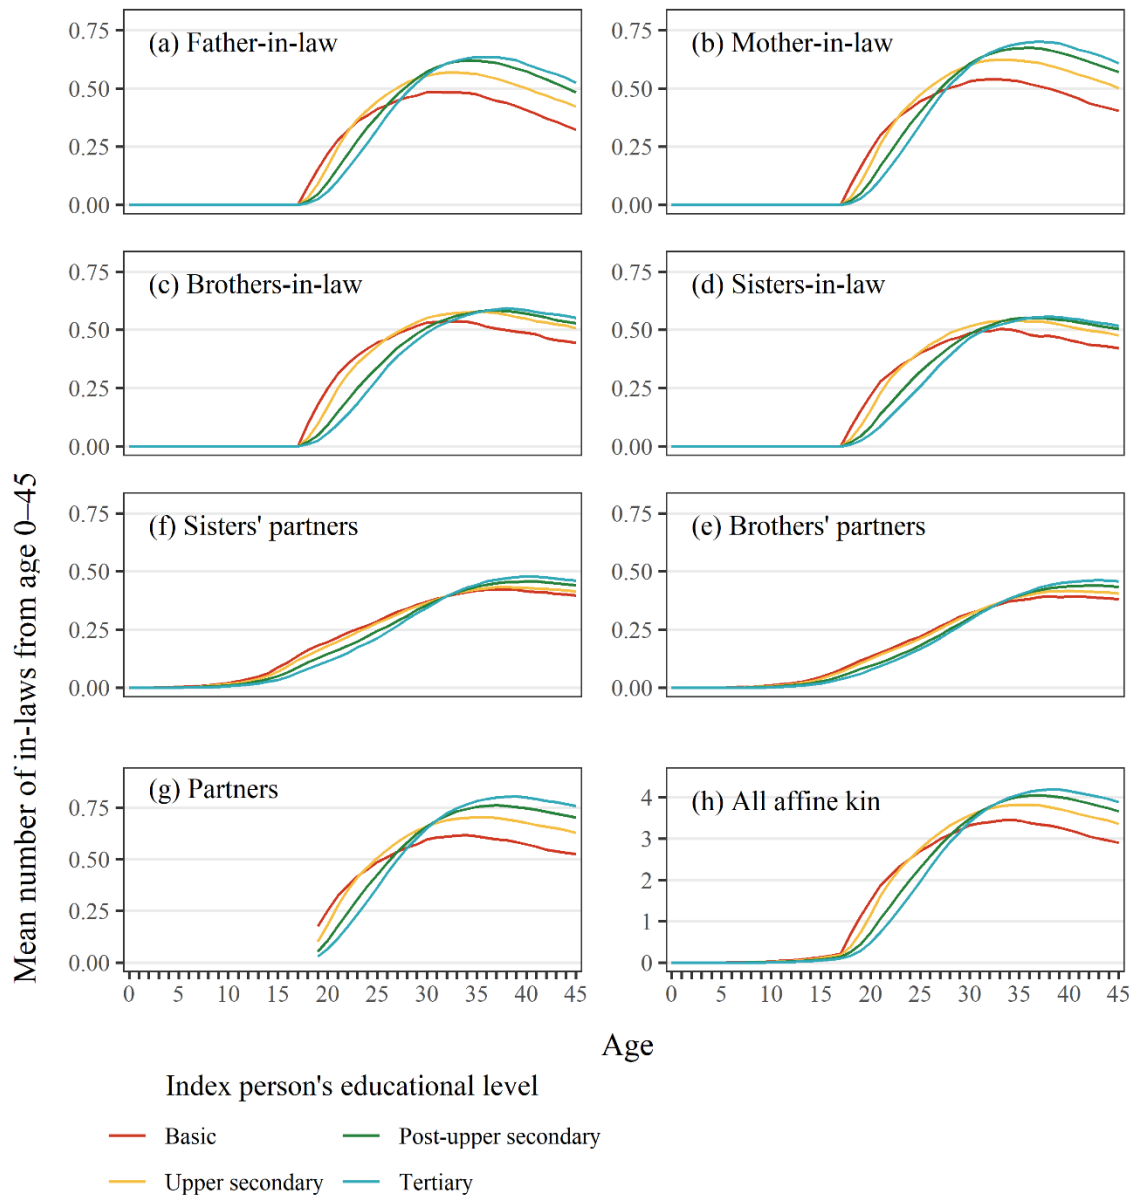 (a) Father-in-law
0.75
0.50
0.25
0.00
(b) Mother-in-law
0.75
0.50
0.25
0.00
(c) Brothers-in-law
0.75
0.50
0.25
0.00
(d) Sisters-in-law
0.75
0.50
0.25
0.00
(f) Sisters' partners
0.75
0.50
0.25
0.00
(e) Brothers' partners
0.75
0.50
0.25
0.00
(g) Partners
0.75
0.50
0.25
0.00
0 5 10 15 20 25 30 35 40 45
(h) All affine kin
4
3
2
1
0
0 5 10 15 20 25 30 35 40 45
Mean number of in-laws from age 0–45
Age
Index person's educational level
Basic
Post-upper secondary
Upper secondary
Tertiary